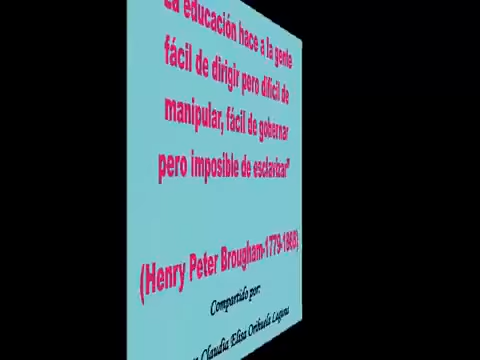 "La educación hace a la gente
fácil de dirigir pero difícil de
manipular, fácil de gobernar
pero imposible de esclavizar"
(Henry Peter Brougham-1779-1868)
Compartido por:
Claudia Elisa Orihuela Laguna